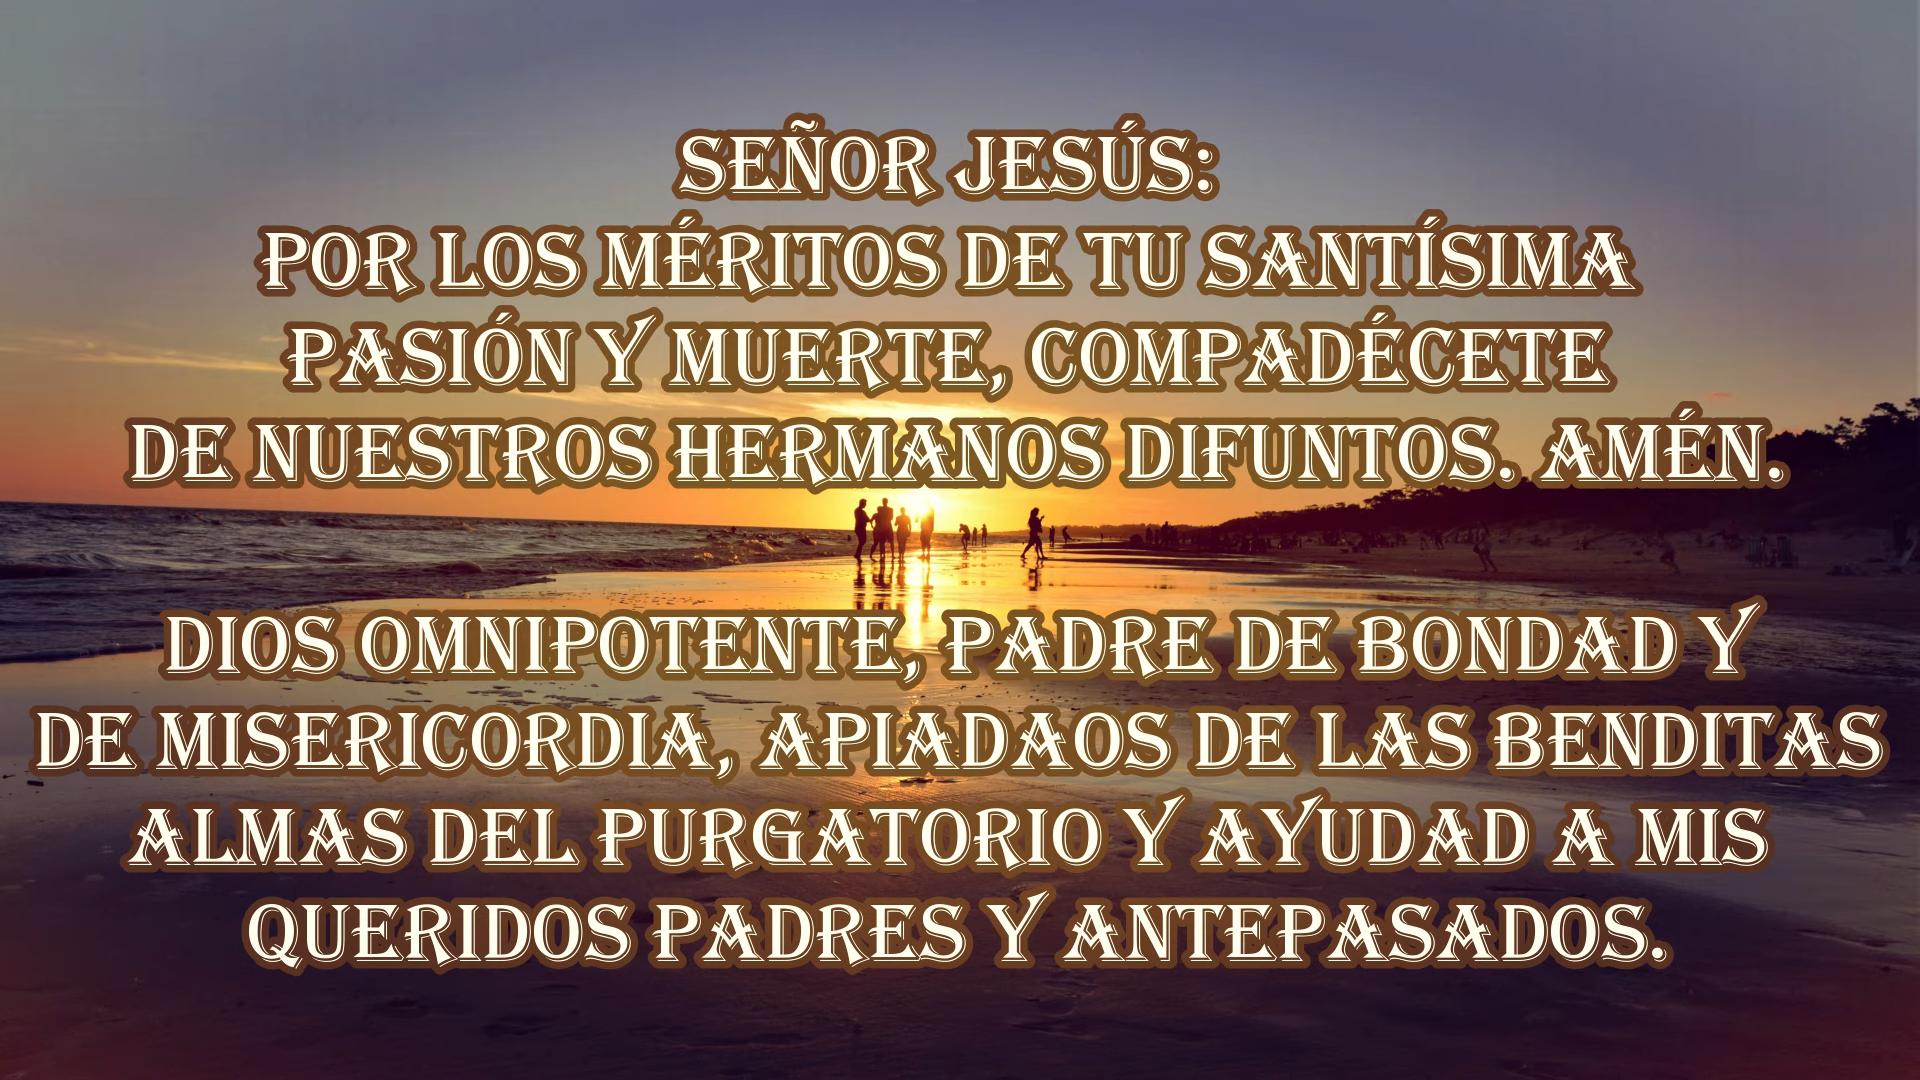 SEÑOR JESÚS:
POR LOS MÉRITOS DE TU SANTÍSIMA
PASIÓN Y MUERTE, COMPADÉCETE
DE NUESTROS HERMANOS DIFUNTOS. AMÉN.
DIOS OMNIPOTENTE, PADRE DE BONDAD Y
DE MISERICORDIA, APIADAOS DE LAS BENDITAS
ALMAS DEL PURGATORIO Y AYUDAD A MIS
QUERIDOS PADRES Y ANTEPASADOS.